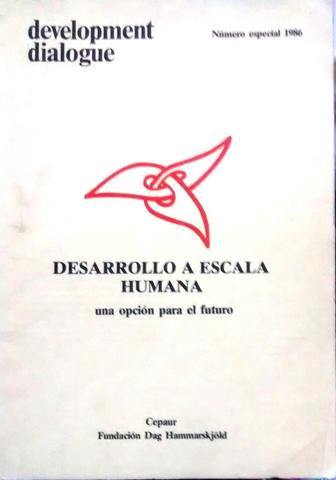 development
dialogue
Número especial 1986
DESARROLLO A ESCALA
HUMANA
una opción para el futuro
Cepaur
Fundación Dag Hammarskjöld